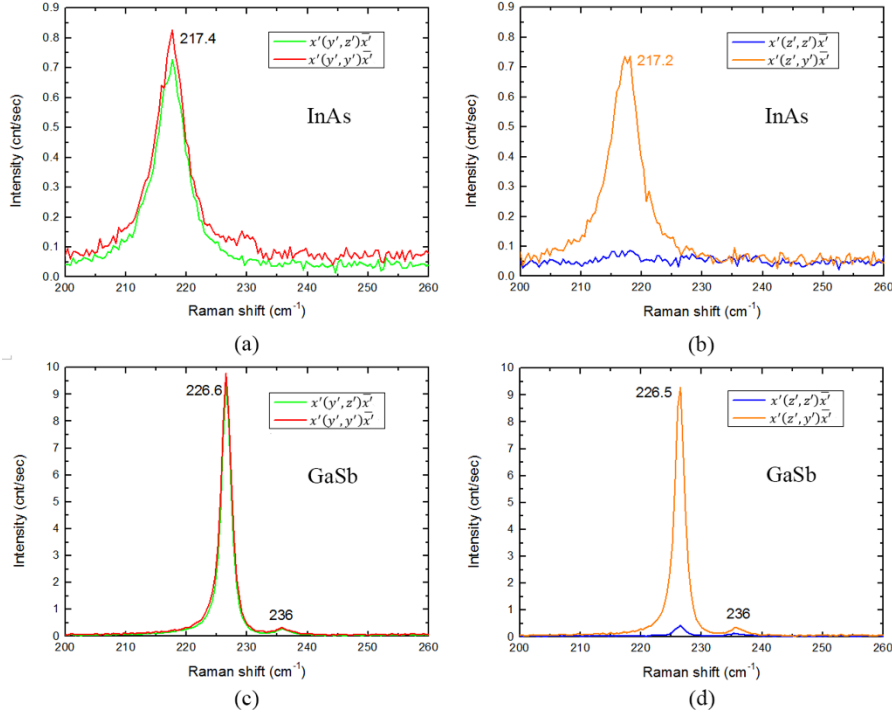 0.9
0.8
0.7
0.6
0.5
0.4
0.3
0.2
0.1
0.0
Intensity (cnt/sec)
217.4
x′(y′, z′)x̄′
x′(y′, y′)x̄′
InAs
200 210 220 230 240 250 260
Raman shift (cm⁻¹)
(a)
0.9
0.8
0.7
0.6
0.5
0.4
0.3
0.2
0.1
0.0
Intensity (cnt/sec)
217.2
x′(z′, z′)x̄′
x′(z′, y′)x̄′
InAs
200 210 220 230 240 250 260
Raman shift (cm⁻¹)
(b)
10
9
8
7
6
5
4
3
2
1
0
Intensity (cnt/sec)
226.6
x′(y′, z′)x̄′
x′(y′, y′)x̄′
GaSb
236
200 210 220 230 240 250 260
Raman shift (cm⁻¹)
(c)
10
9
8
7
6
5
4
3
2
1
0
Intensity (cnt/sec)
226.5
x′(z′, z′)x̄′
x′(z′, y′)x̄′
GaSb
236
200 210 220 230 240 250 260
Raman shift (cm⁻¹)
(d)